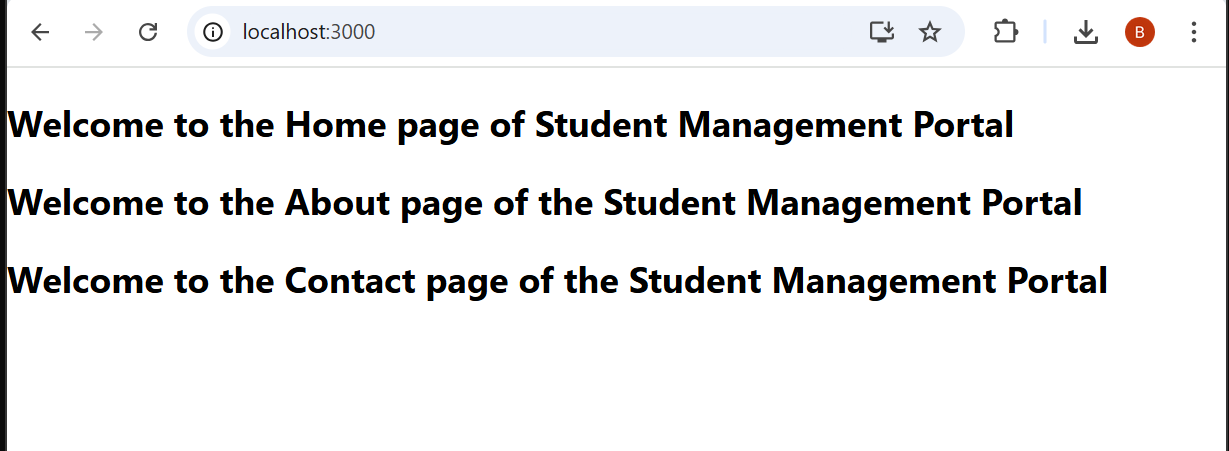 localhost:3000
B
Welcome to the Home page of Student Management Portal
Welcome to the About page of the Student Management Portal
Welcome to the Contact page of the Student Management Portal